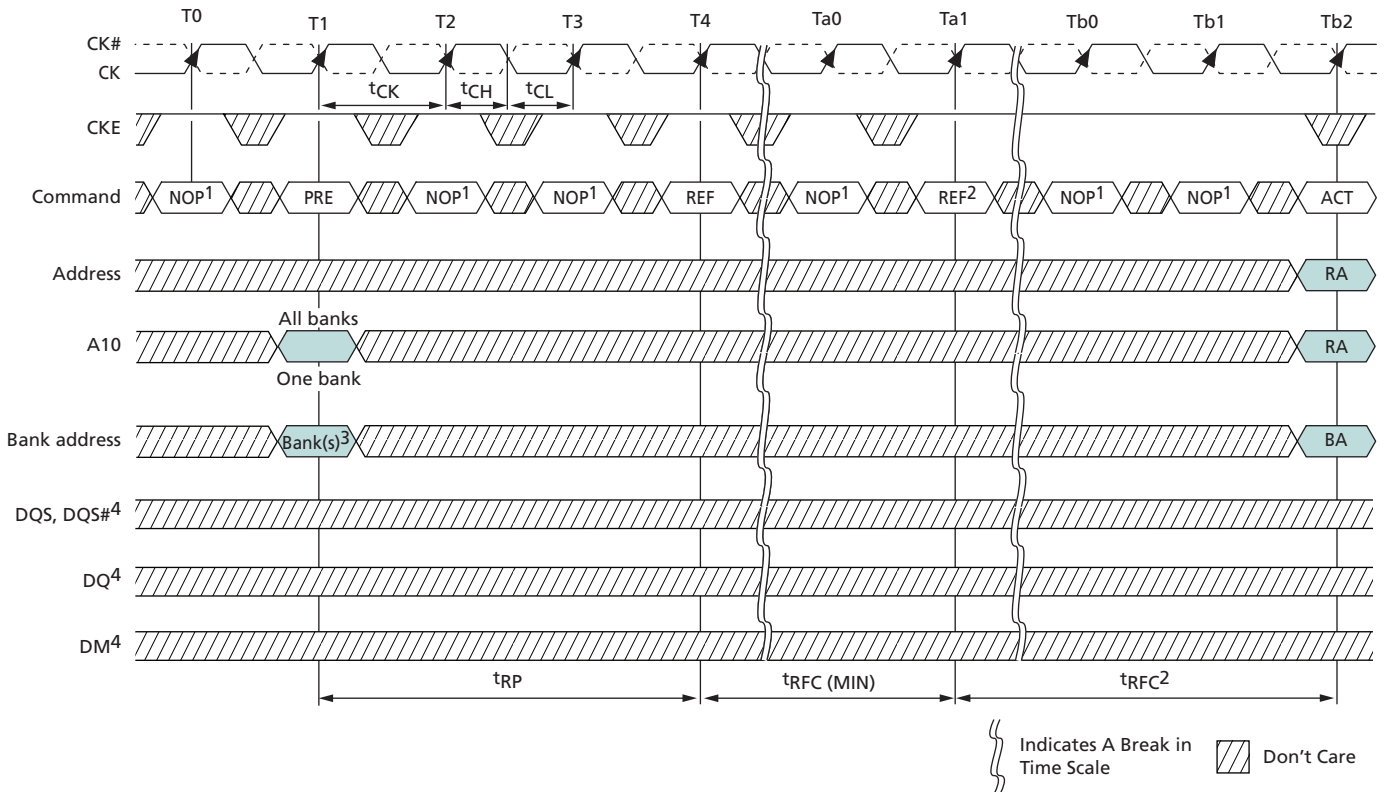 T0 T1 T2 T3 T4 Ta0 Ta1 Tb0 Tb1 Tb2
CK#
CK
tCK tCH tCL
CKE
Command NOP1 PRE NOP1 NOP1 REF NOP1 REF2 NOP1 NOP1 ACT
Address RA
All banks
A10 RA
One bank
Bank address Bank(s)3 BA
DQS, DQS#4
DQ4
DM4
tRP tRFC (MIN) tRFC2
Indicates A Break in
Time Scale
Don't Care